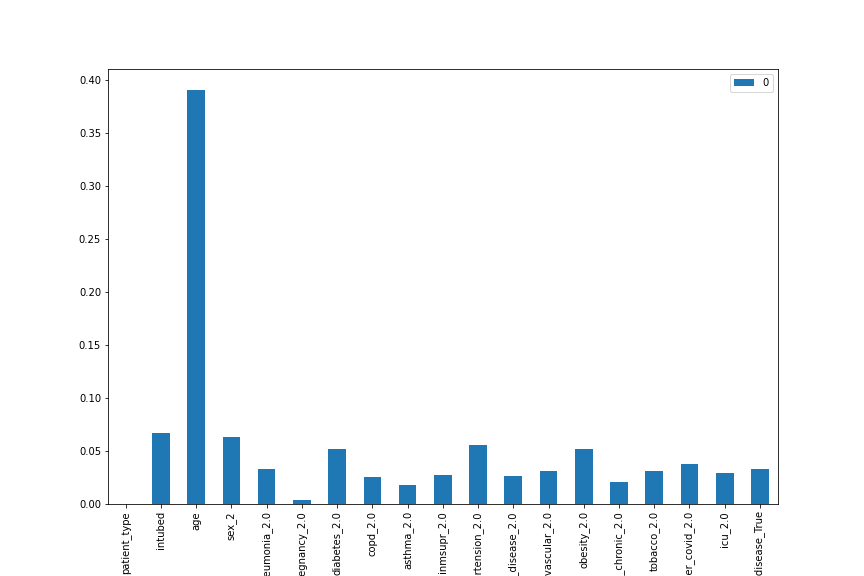 0
0.40
0.35
0.30
0.25
0.20
0.15
0.10
0.05
0.00
patient_type
intubed
age
sex_2
eumonia_2.0
egnancy_2.0
diabetes_2.0
copd_2.0
asthma_2.0
inmsupr_2.0
rtension_2.0
_disease_2.0
vascular_2.0
obesity_2.0
_chronic_2.0
tobacco_2.0
er_covid_2.0
icu_2.0
disease_True